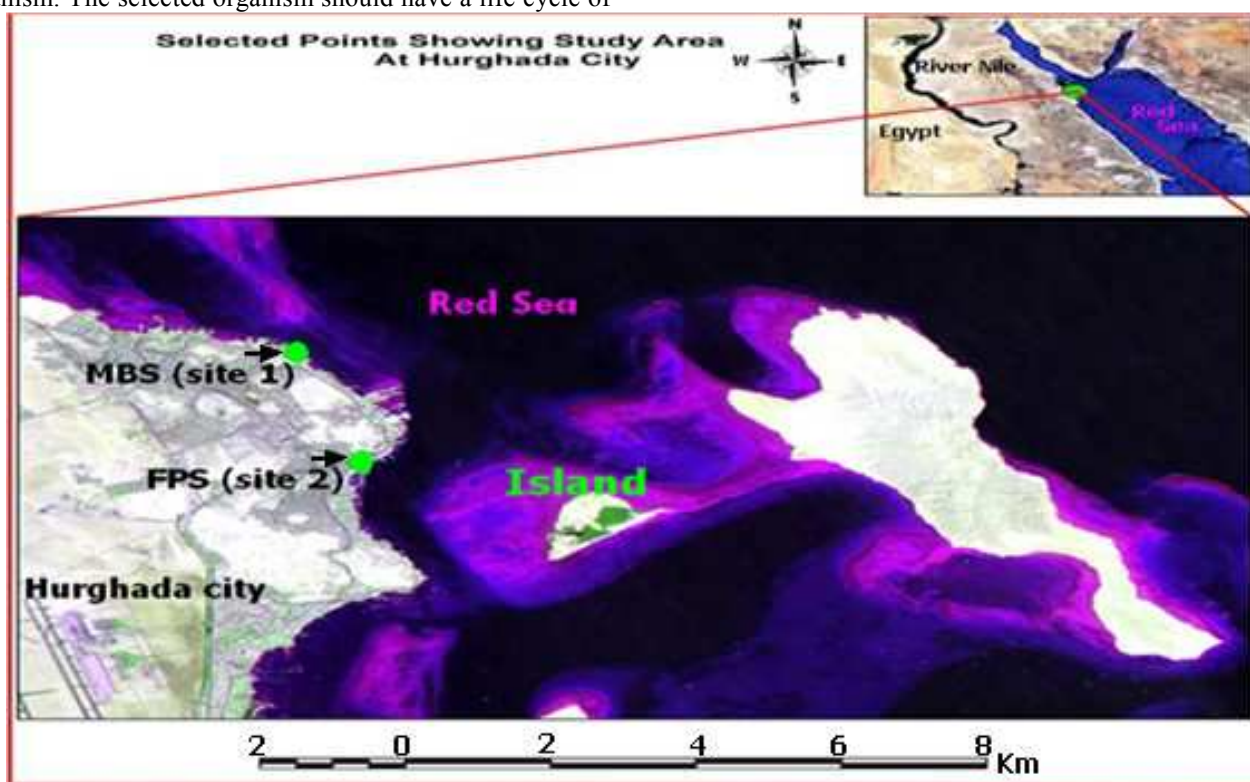 nism. The selected organism should have a life cycle of
Selected Points Showing Study Area
At Hurghada City
N
W E
S
River Nile
Egypt
Red
Sea
Red Sea
MBS (site 1)
FPS (site 2)
Island
Hurghada city
2 0 2 4 6 8 Km